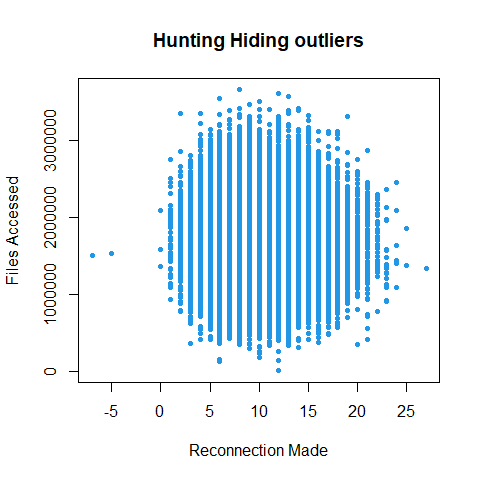 Hunting Hiding outliers
Files Accessed
3000000
2000000
1000000
0
-5 0 5 10 15 20 25
Reconnection Made